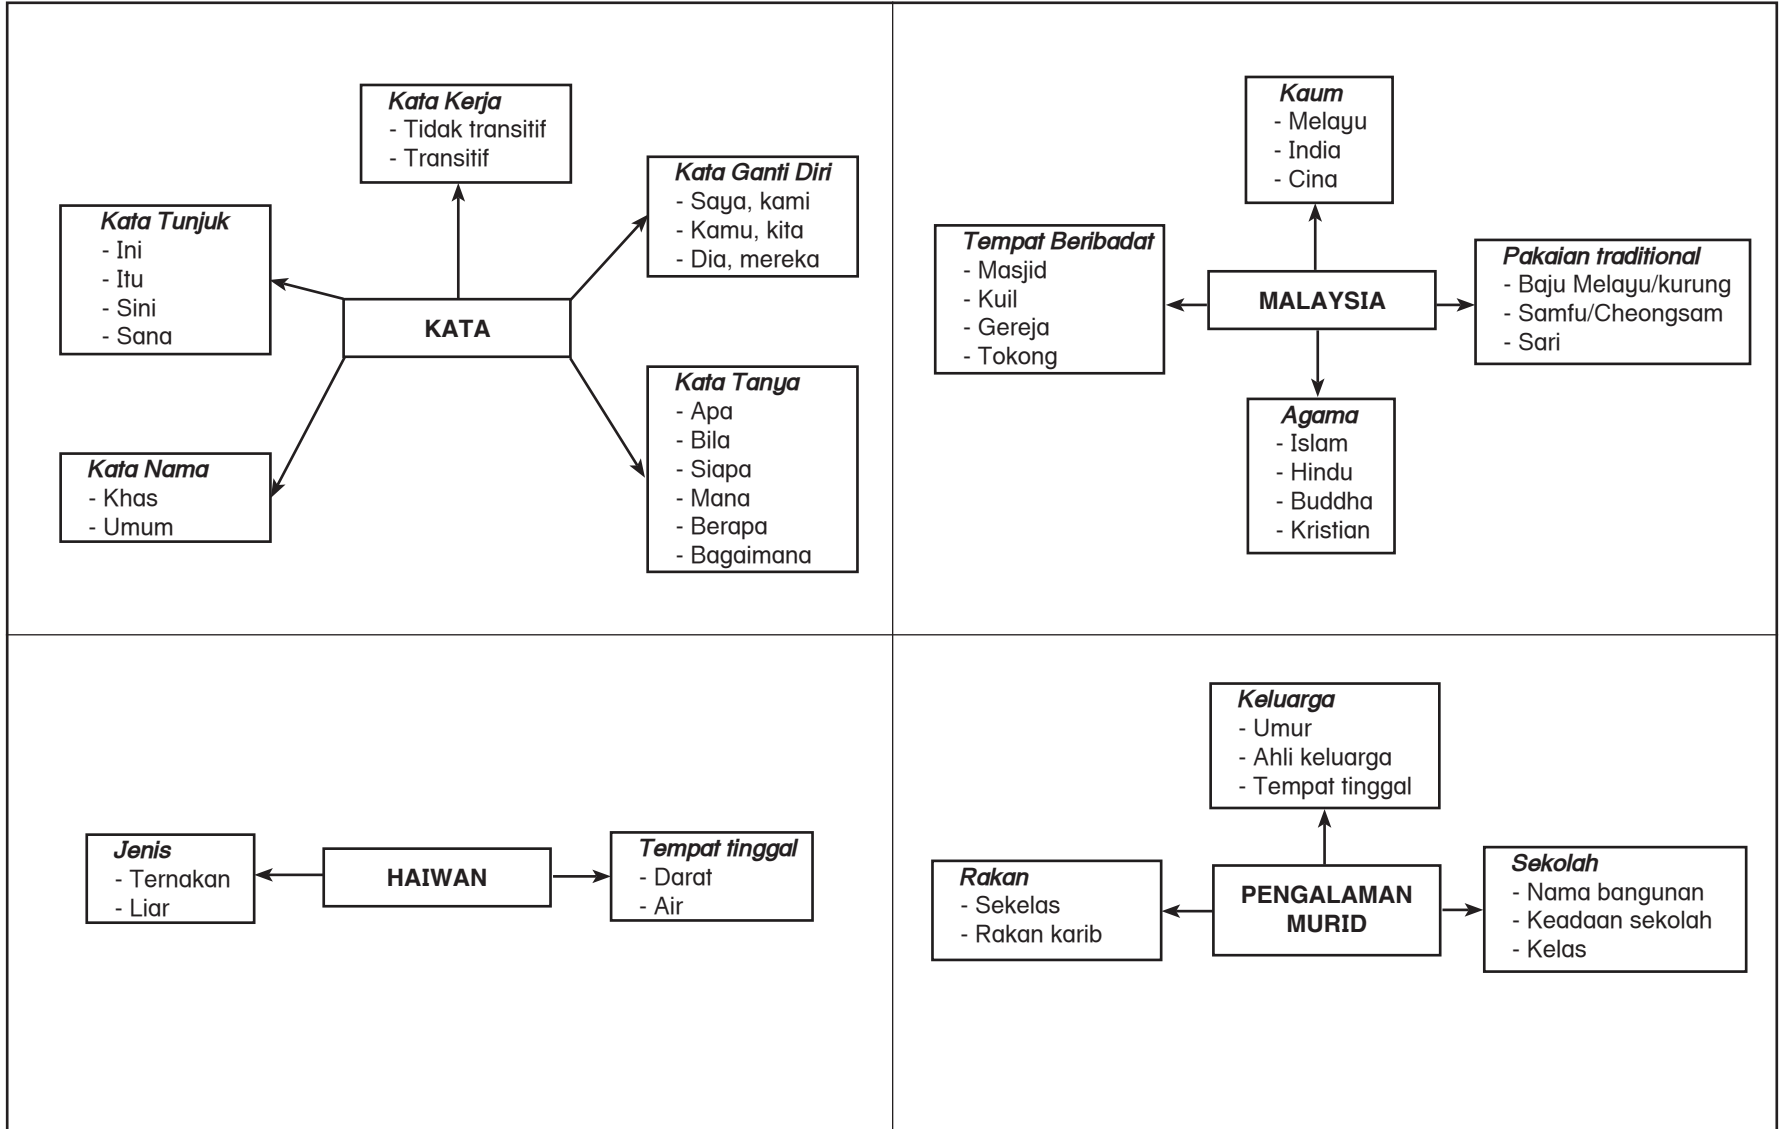 Kata Kerja
- Tidak transitif
- Transitif
Kata Ganti Diri
- Saya, kami
- Kamu, kita
- Dia, mereka
Kata Tunjuk
- Ini
- Itu
- Sini
- Sana
KATA
Kata Tanya
- Apa
- Bila
- Siapa
- Mana
- Berapa
- Bagaimana
Kata Nama
- Khas
- Umum
Kaum
- Melayu
- India
- Cina
Tempat Beribadat
- Masjid
- Kuil
- Gereja
- Tokong
MALAYSIA
Pakaian traditional
- Baju Melayu/kurung
- Samfu/Cheongsam
- Sari
Agama
- Islam
- Hindu
- Buddha
- Kristian
Jenis
- Ternakan
- Liar
HAIWAN
Tempat tinggal
- Darat
- Air
Keluarga
- Umur
- Ahli keluarga
- Tempat tinggal
Rakan
- Sekelas
- Rakan karib
PENGALAMAN
MURID
Sekolah
- Nama bangunan
- Keadaan sekolah
- Kelas